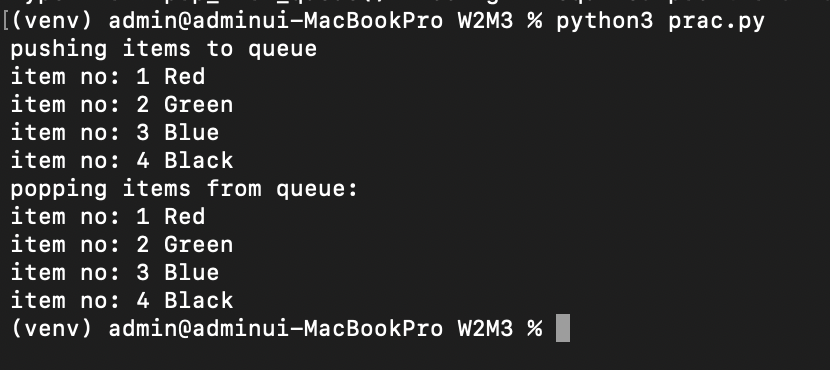 [(venv) admin@adminui-MacBookPro W2M3 % python3 prac.py
pushing items to queue
item no: 1 Red
item no: 2 Green
item no: 3 Blue
item no: 4 Black
popping items from queue:
item no: 1 Red
item no: 2 Green
item no: 3 Blue
item no: 4 Black
(venv) admin@adminui-MacBookPro W2M3 %